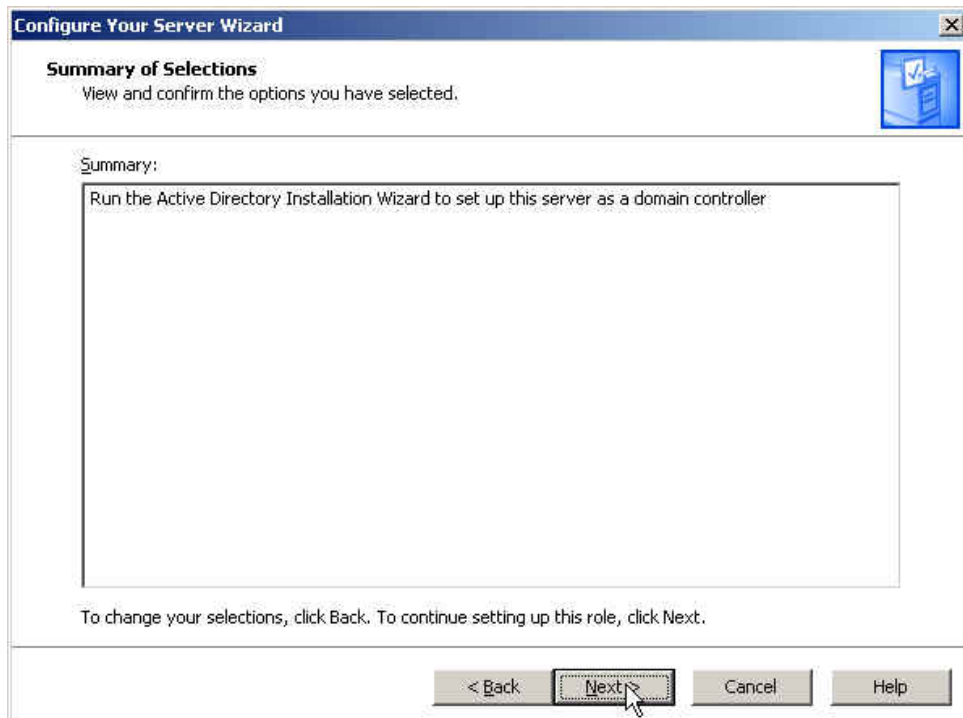 Configure Your Server Wizard
Summary of Selections
View and confirm the options you have selected.
Summary:
Run the Active Directory Installation Wizard to set up this server as a domain controller
To change your selections, click Back. To continue setting up this role, click Next.
< Back Next > Cancel Help